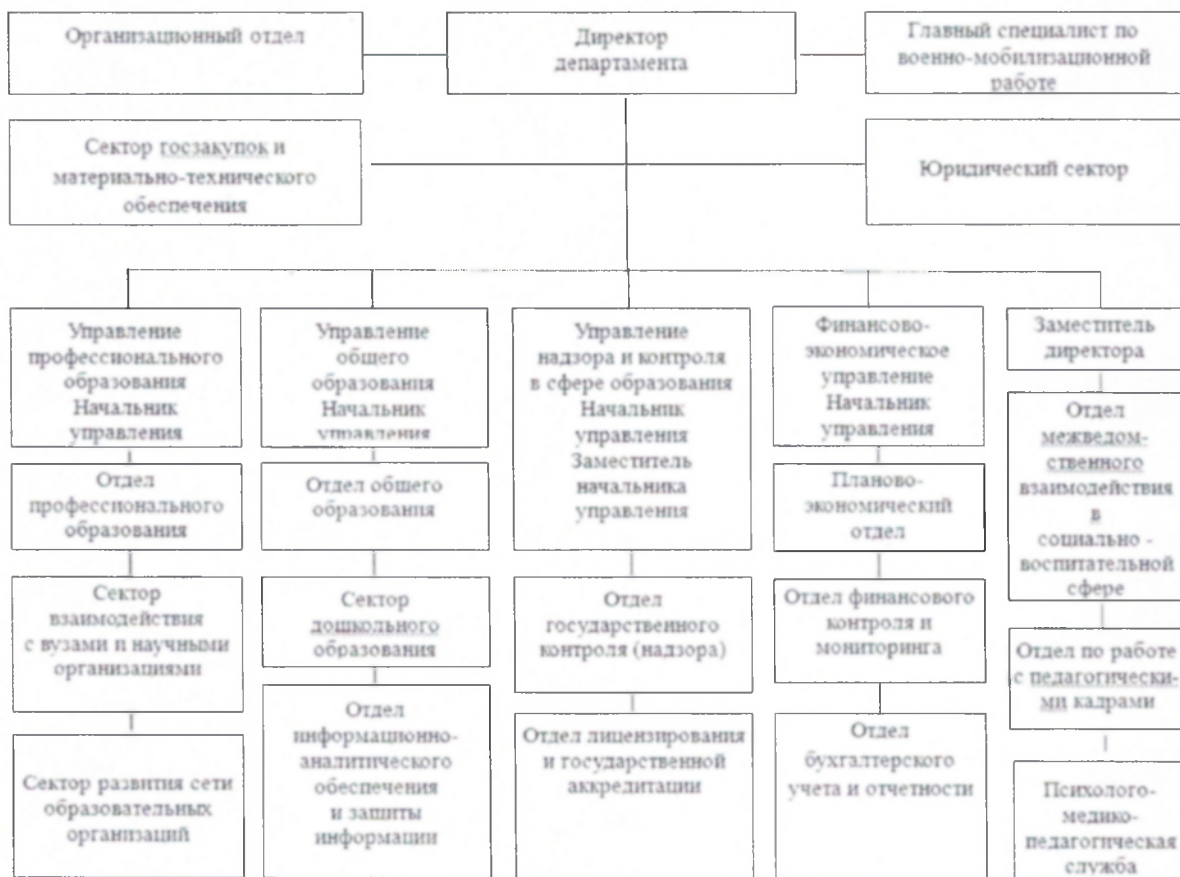 Организационный отдел
Директор
департамента
Главный специалист по
военно-мобилизационной
работе
Сектор госзакупок и
материально-технического
обеспечения
Юридический сектор
Управление
профессионального
образования
Начальник
управления
Отдел
профессионального
образования
Сектор
взаимодействия
с вузами и научными
организациями
Сектор развития сети
образовательных
организаций
Управление
общего
образования
Начальник
управления
Отдел общего
образования
Сектор
дошкольного
образования
Отдел
информационно-
аналитического
обеспечения
и защиты
информации
Управление
надзора и контроля
в сфере образования
Начальник
управления
Заместитель
начальника
управления
Отдел
государственного
контроля (надзора)
Отдел лицензирования
и государственной
аккредитации
Финансово-
экономическое
управление
Начальник
управления
Планово-
экономический
отдел
Отдел финансового
контроля и
мониторинга
Отдел
бухгалтерского
учета и отчетности
Заместитель
директора
Отдел
межведом-
ственного
взаимодействия
в
социально -
воспитательной
сфере
Отдел по работе
с педагогически-
ми кадрами
Психолого-
медико-
педагогическая
служба